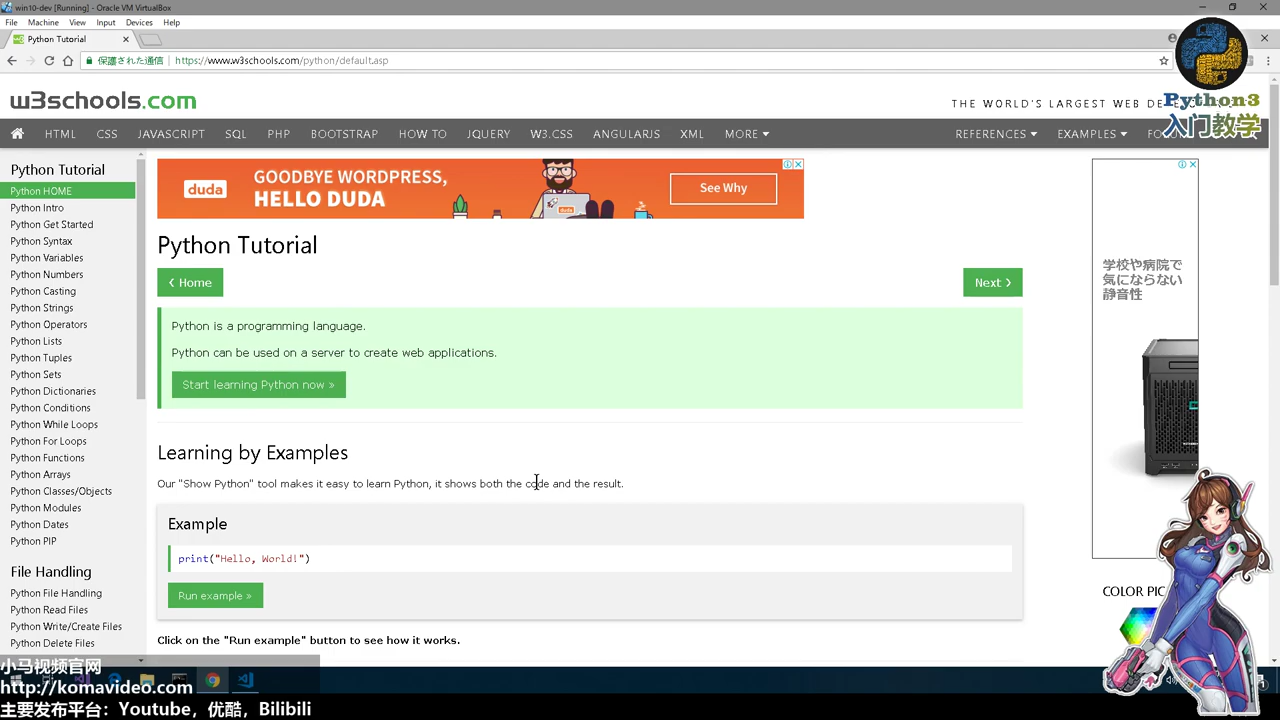 win10-dev [Running] - Oracle VM VirtualBox
File Machine View Input Devices Help
Python Tutorial
保護された通信 https://www.w3schools.com/python/default.asp
Python3
入门教学
w3schools.com
THE WORLD'S LARGEST WEB DE
HTML CSS JAVASCRIPT SQL PHP BOOTSTRAP HOW TO JQUERY W3.CSS ANGULARJS XML MORE REFERENCES EXAMPLES FO
Python Tutorial
Python HOME
Python Intro
Python Get Started
Python Syntax
Python Variables
Python Numbers
Python Casting
Python Strings
Python Operators
Python Lists
Python Tuples
Python Sets
Python Dictionaries
Python Conditions
Python While Loops
Python For Loops
Python Functions
Python Arrays
Python Classes/Objects
Python Modules
Python Dates
Python PIP
File Handling
Python File Handling
Python Read Files
Python Write/Create Files
Python Delete Files
duda
GOODBYE WORDPRESS,
HELLO DUDA
See Why
Python Tutorial
❮ Home
Next ❯
Python is a programming language.
Python can be used on a server to create web applications.
Start learning Python now »
Learning by Examples
Our "Show Python" tool makes it easy to learn Python, it shows both the code and the result.
Example
print("Hello, World!")
Run example »
Click on the "Run example" button to see how it works.
学校や病院で
気にならない
静音性
COLOR PIC
小马视频官网
http://komavideo.com
主要发布平台：Youtube，优酷，Bilibili